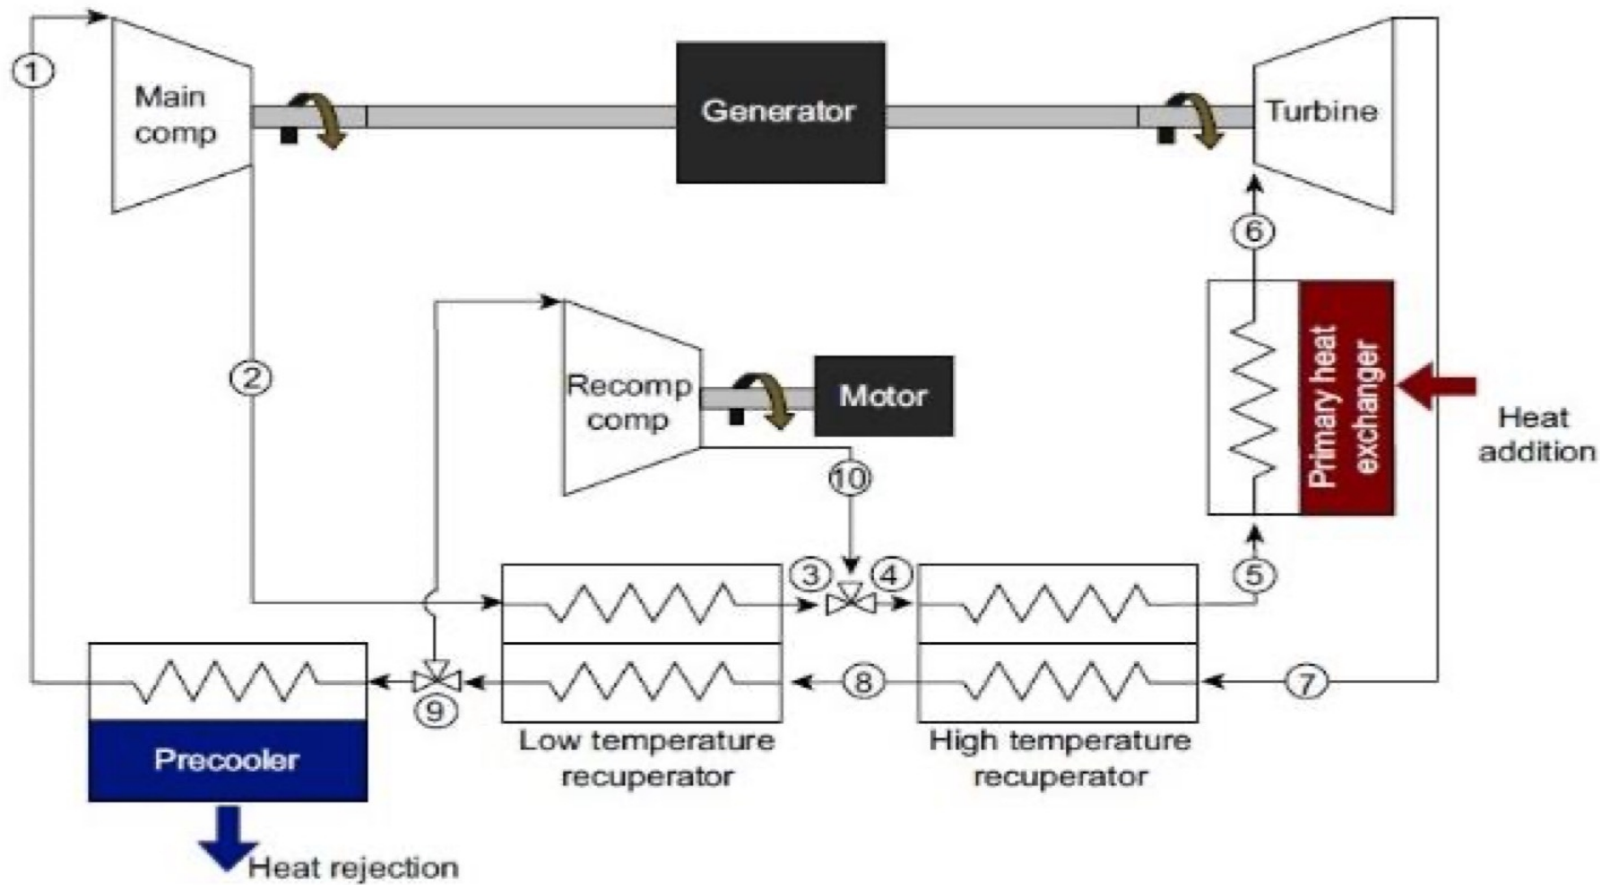 1
Main
comp
Generator
Turbine
6
2
Recomp
comp
Motor
Primary heat
exchanger
Heat
addition
10
3
4
5
8
7
9
Precooler
Low temperature
recuperator
High temperature
recuperator
Heat rejection